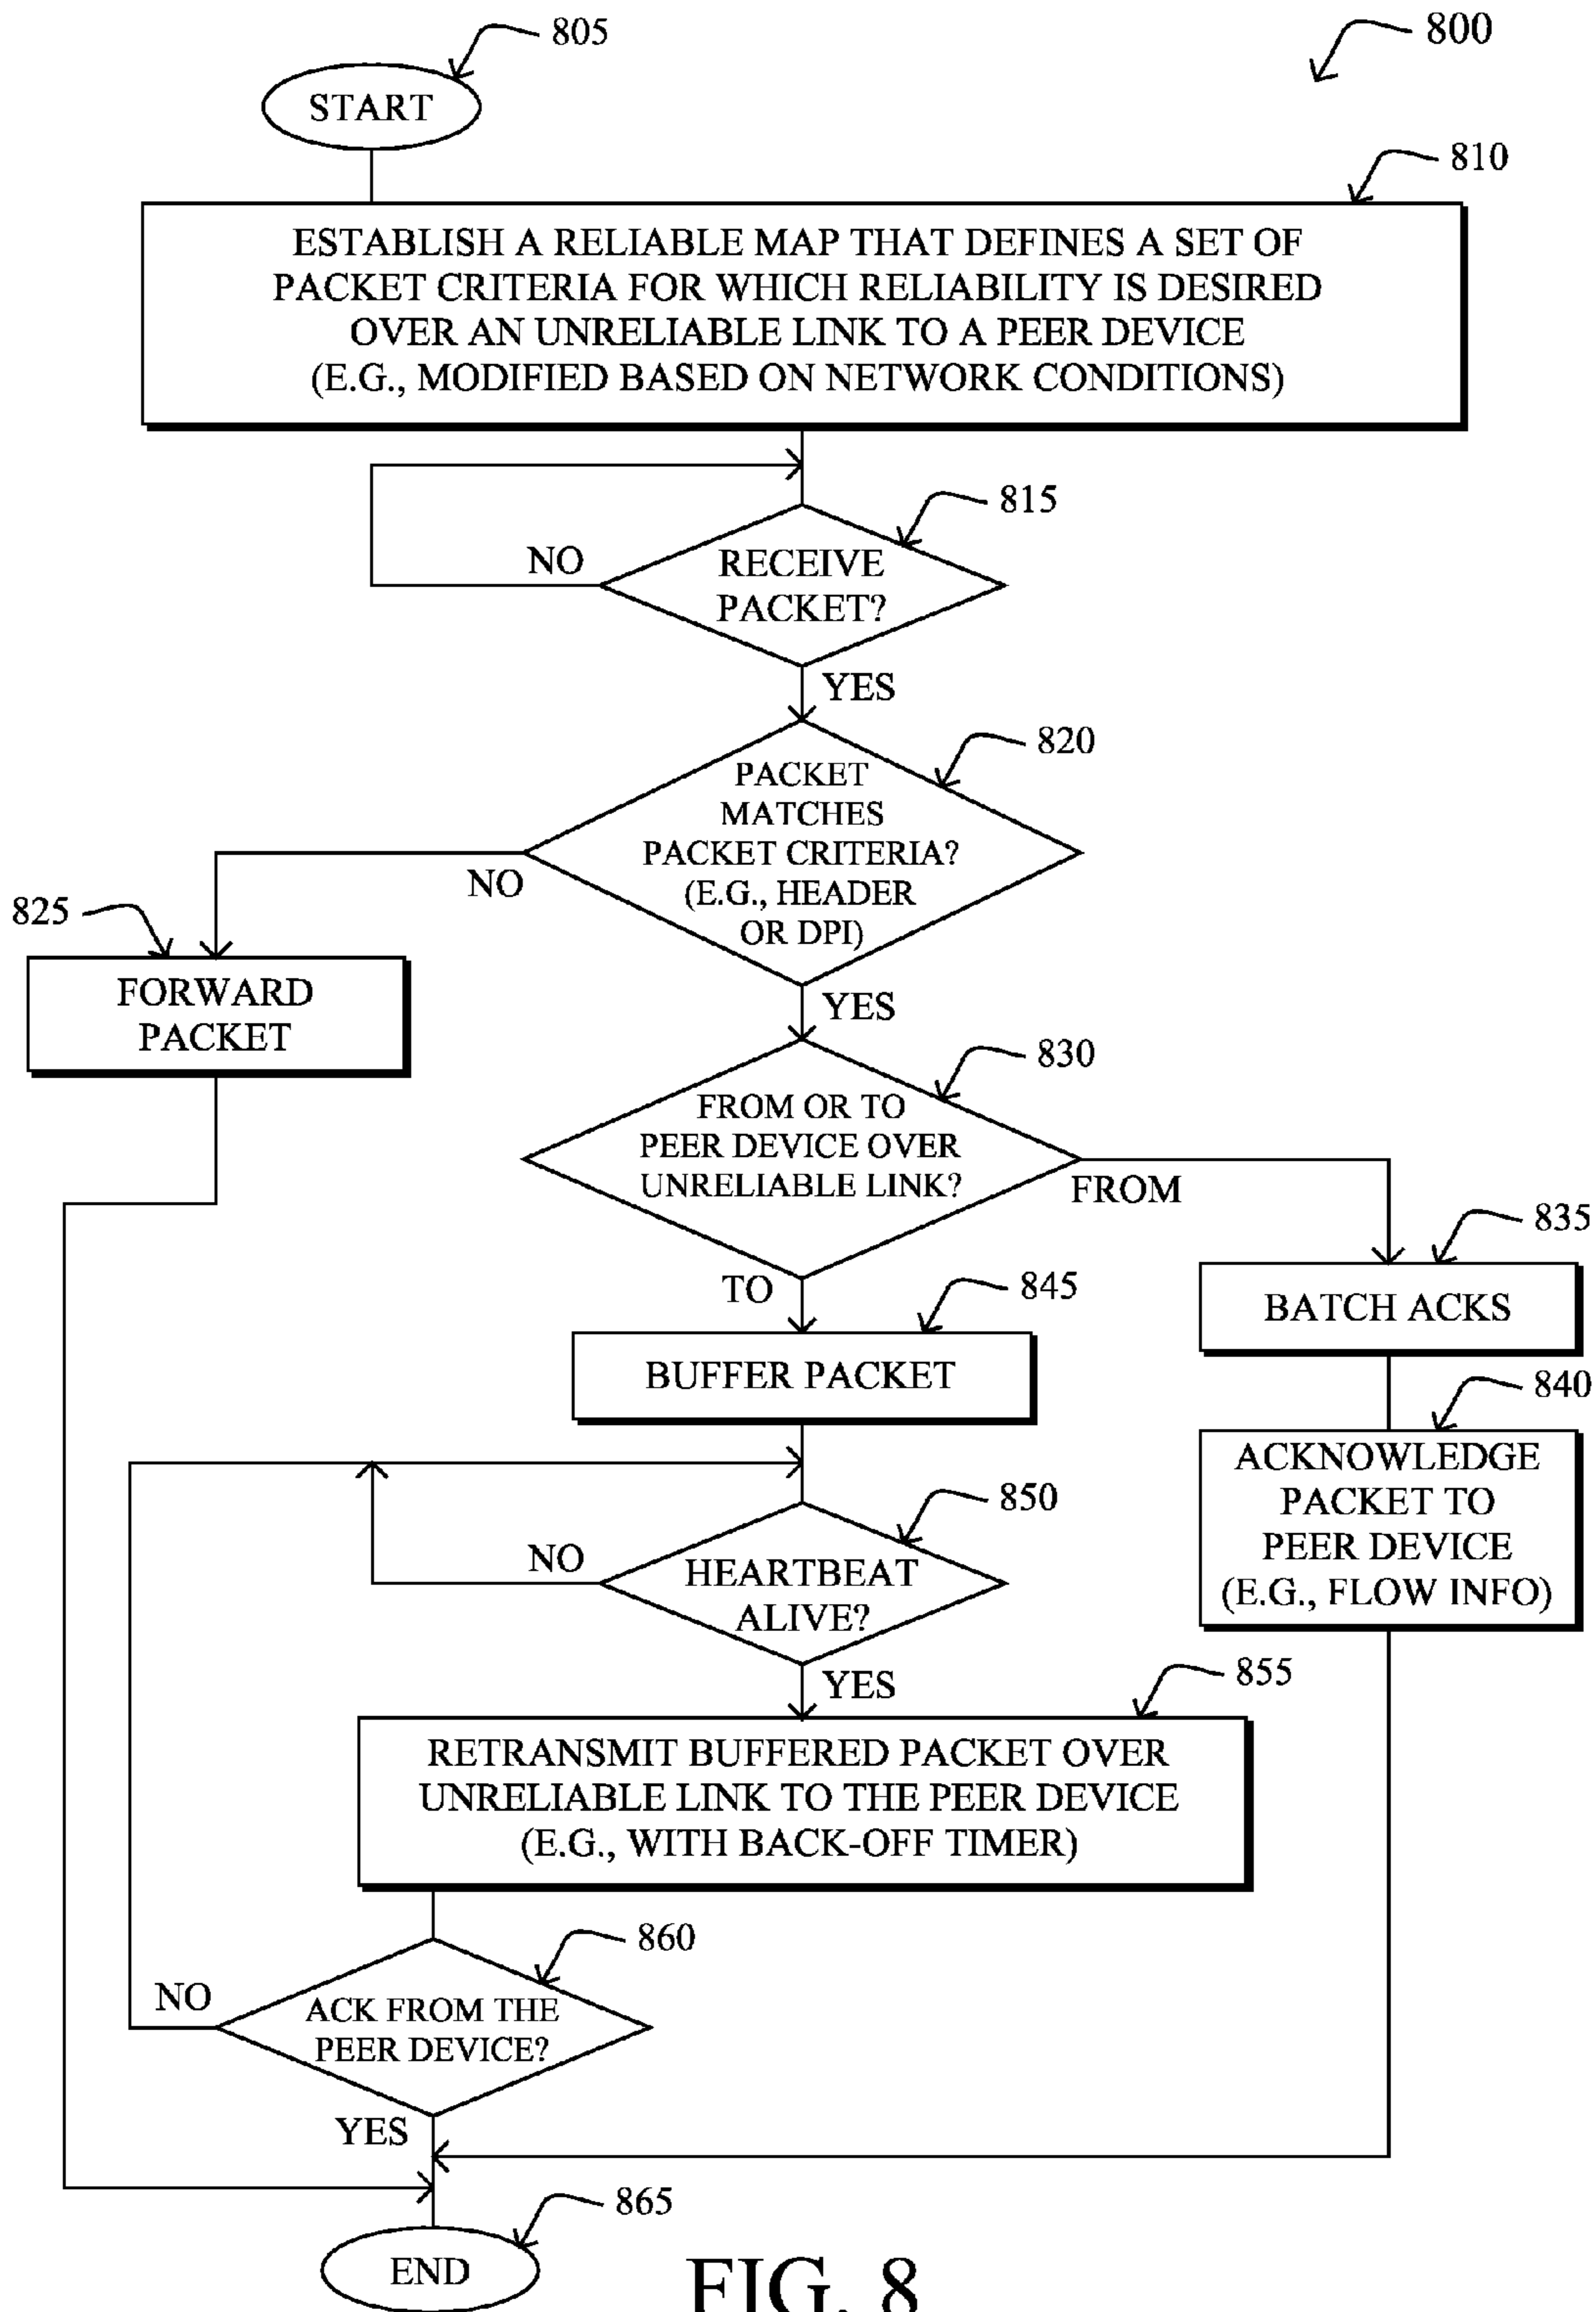 805
800
START
810
ESTABLISH A RELIABLE MAP THAT DEFINES A SET OF
PACKET CRITERIA FOR WHICH RELIABILITY IS DESIRED
OVER AN UNRELIABLE LINK TO A PEER DEVICE
(E.G., MODIFIED BASED ON NETWORK CONDITIONS)
815
NO
RECEIVE
PACKET?
YES
820
PACKET
MATCHES
PACKET CRITERIA?
(E.G., HEADER
OR DPI)
NO
825
FORWARD
PACKET
YES
830
FROM OR TO
PEER DEVICE OVER
UNRELIABLE LINK?
FROM
835
BATCH ACKS
TO
845
BUFFER PACKET
840
ACKNOWLEDGE
PACKET TO
PEER DEVICE
(E.G., FLOW INFO)
850
NO
HEARTBEAT
ALIVE?
YES
855
RETRANSMIT BUFFERED PACKET OVER
UNRELIABLE LINK TO THE PEER DEVICE
(E.G., WITH BACK-OFF TIMER)
860
NO
ACK FROM THE
PEER DEVICE?
YES
865
END
FIG. 8